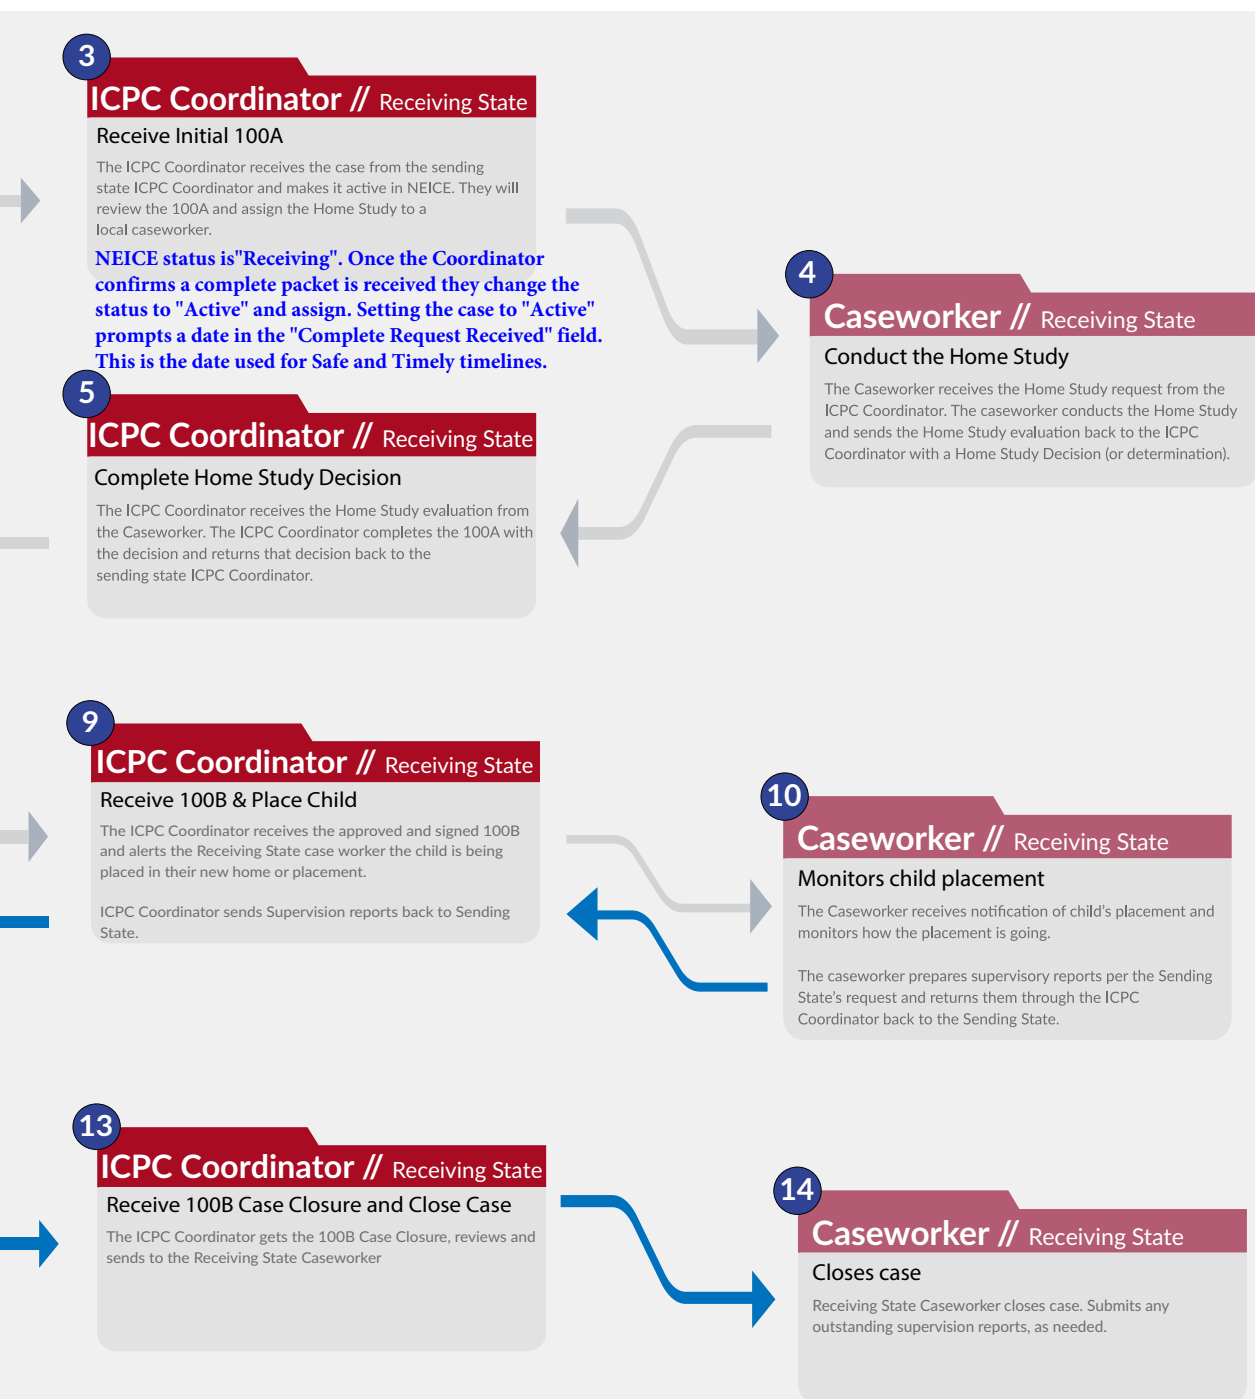 3
ICPC Coordinator // Receiving State
Receive Initial 100A
The ICPC Coordinator receives the case from the sending
state ICPC Coordinator and makes it active in NEICE. They will
review the 100A and assign the Home Study to a
local caseworker.
NEICE status is"Receiving". Once the Coordinator
confirms a complete packet is received they change the
status to "Active" and assign. Setting the case to "Active"
prompts a date in the "Complete Request Received" field.
This is the date used for Safe and Timely timelines.
4
Caseworker // Receiving State
Conduct the Home Study
The Caseworker receives the Home Study request from the
ICPC Coordinator. The caseworker conducts the Home Study
and sends the Home Study evaluation back to the ICPC
Coordinator with a Home Study Decision (or determination).
5
ICPC Coordinator // Receiving State
Complete Home Study Decision
The ICPC Coordinator receives the Home Study evaluation from
the Caseworker. The ICPC Coordinator completes the 100A with
the decision and returns that decision back to the
sending state ICPC Coordinator.
9
ICPC Coordinator // Receiving State
Receive 100B & Place Child
The ICPC Coordinator receives the approved and signed 100B
and alerts the Receiving State case worker the child is being
placed in their new home or placement.
ICPC Coordinator sends Supervision reports back to Sending
State.
10
Caseworker // Receiving State
Monitors child placement
The Caseworker receives notification of child's placement and
monitors how the placement is going.
The caseworker prepares supervisory reports per the Sending
State's request and returns them through the ICPC
Coordinator back to the Sending State.
13
ICPC Coordinator // Receiving State
Receive 100B Case Closure and Close Case
The ICPC Coordinator gets the 100B Case Closure, reviews and
sends to the Receiving State Caseworker
14
Caseworker // Receiving State
Closes case
Receiving State Caseworker closes case. Submits any
outstanding supervision reports, as needed.